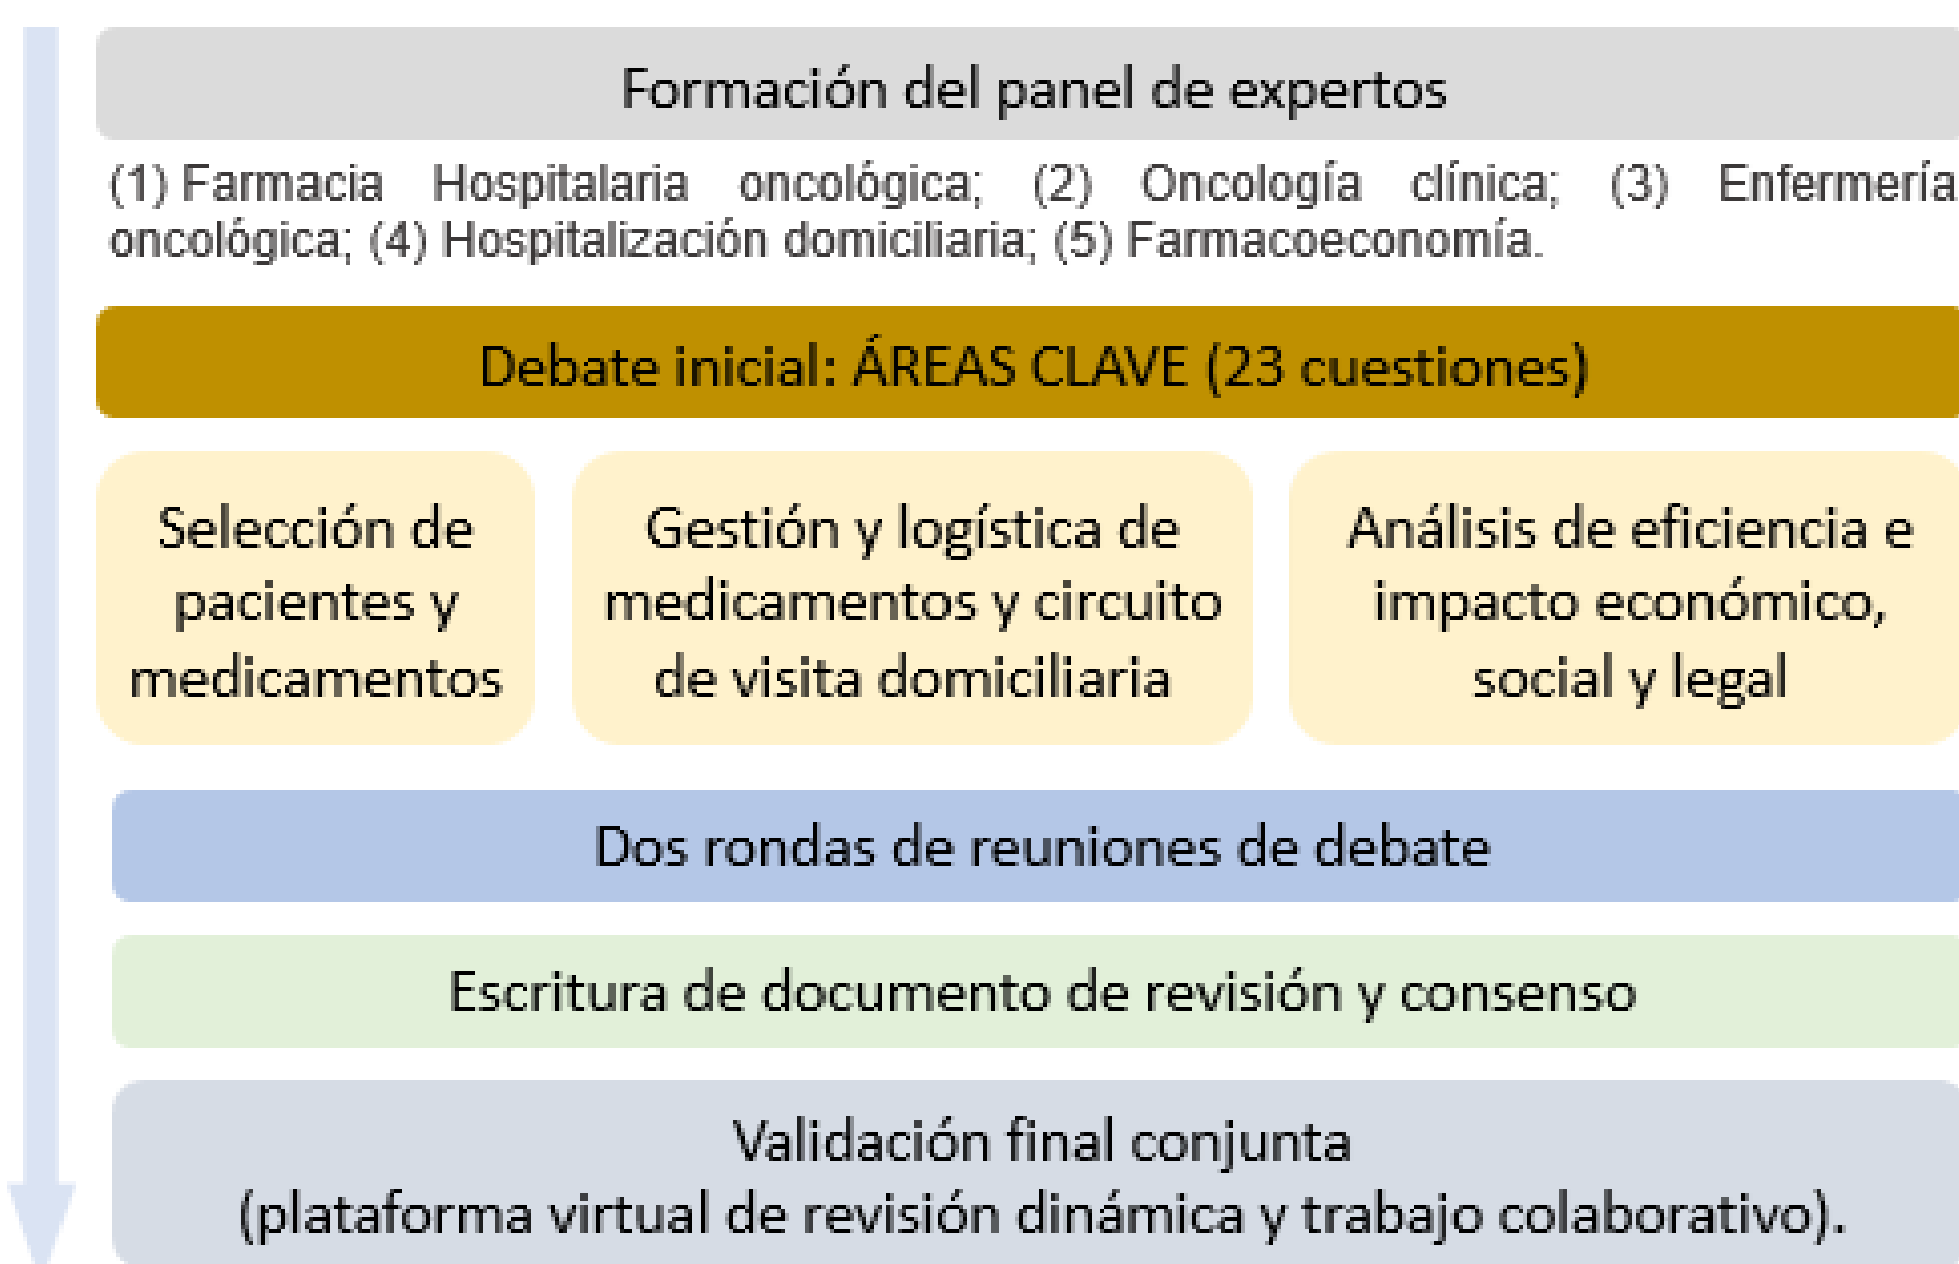 Formación del panel de expertos
(1) Farmacia Hospitalaria oncológica; (2) Oncología clínica; (3) Enfermería
oncológica; (4) Hospitalización domiciliaria; (5) Farmacoeconomía.
Debate inicial: ÁREAS CLAVE (23 cuestiones)
Selección de
pacientes y
medicamentos
Gestión y logística de
medicamentos y circuito
de visita domiciliaria
Análisis de eficiencia e
impacto económico,
social y legal
Dos rondas de reuniones de debate
Escritura de documento de revisión y consenso
Validación final conjunta
(plataforma virtual de revisión dinámica y trabajo colaborativo).